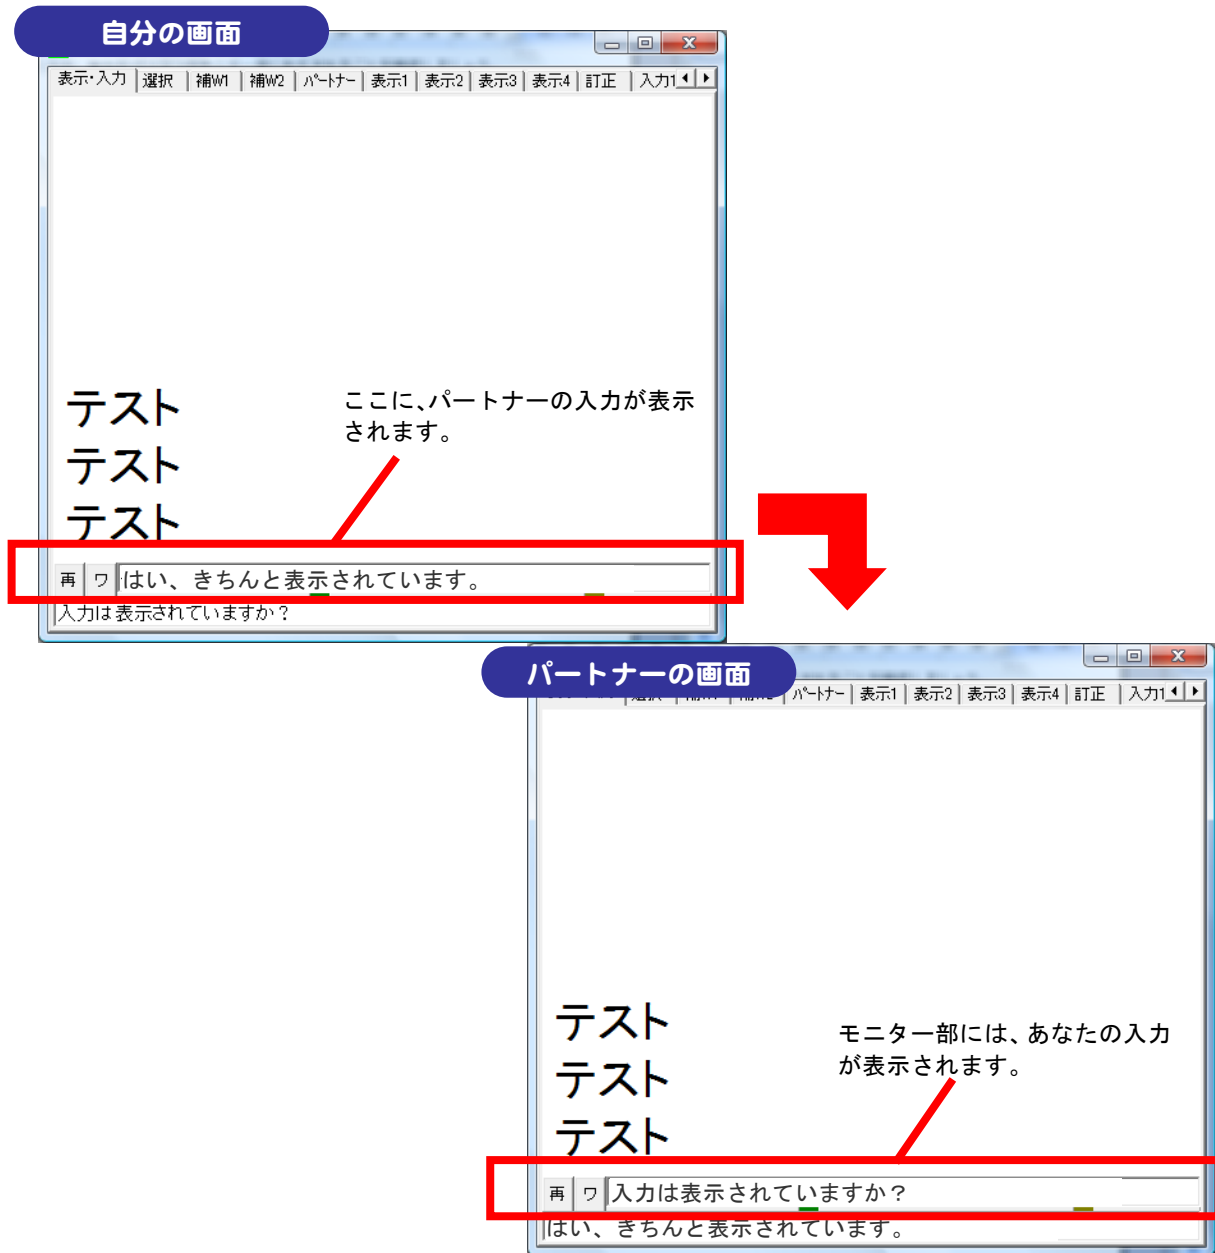 自分の画面
表示・入力 選択 補W1 補W2 パートナー 表示1 表示2 表示3 表示4 訂正 入力1
テスト
ここに、パートナーの入力が表示
されます。
テスト
テスト
再 ワ はい、きちんと表示されています。
入力は表示されていますか？
パートナーの画面
パートナー 表示1 表示2 表示3 表示4 訂正 入力1
テスト
モニター部には、あなたの入力
が表示されます。
テスト
テスト
再 ワ 入力は表示されていますか？
はい、きちんと表示されています。